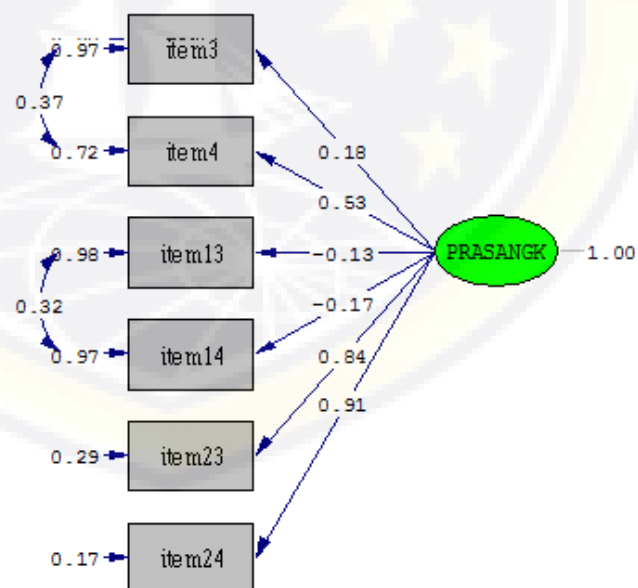 0.97 item3
0.37
0.18
0.72 item4
0.53
0.98 item13
-0.13
PRASANGK 1.00
0.32
-0.17
0.97 item14
0.84
0.91
0.29 item23
0.17 item24